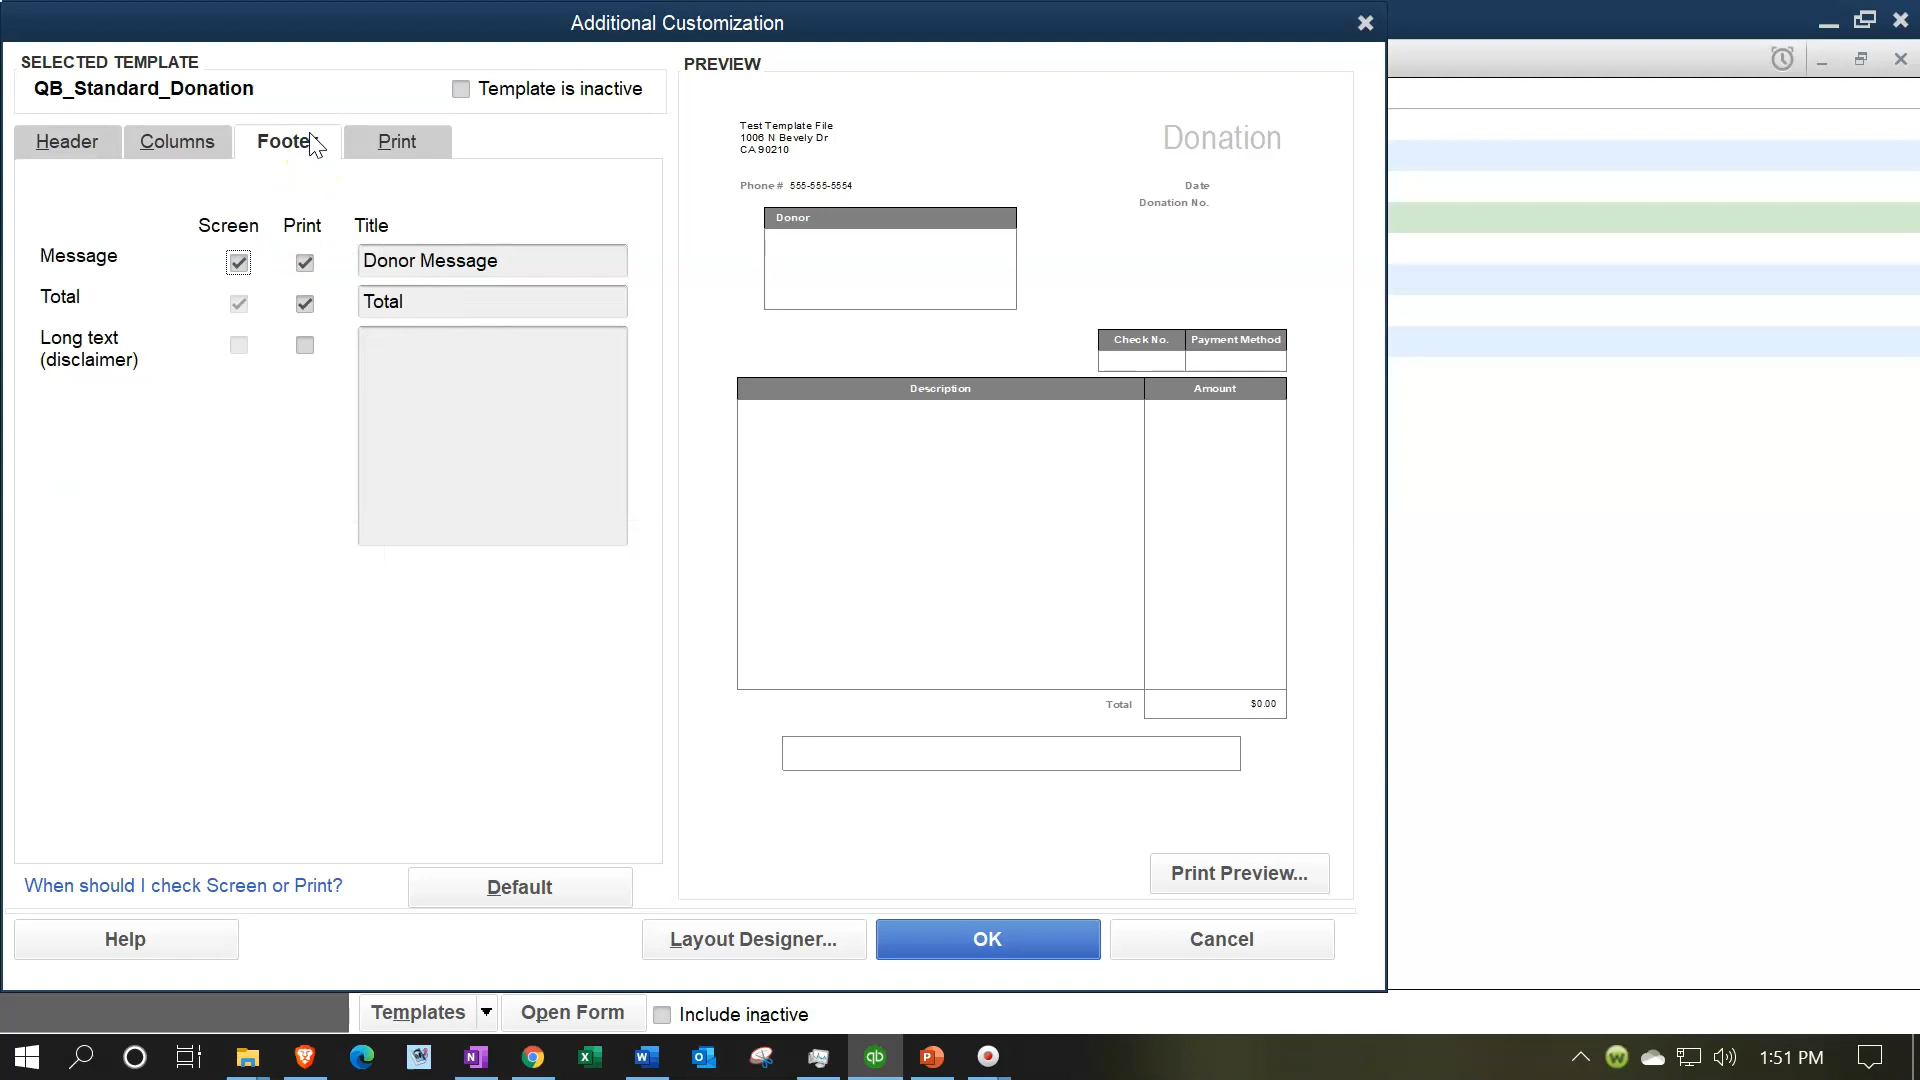 Additional Customization
SELECTED TEMPLATE
QB_Standard_Donation
Template is inactive
Header
Columns
Foote
Print
Screen
Print
Title
Message
Donor Message
Total
Total
Long text
(disclaimer)
When should I check Screen or Print?
Default
PREVIEW
Test Template File
1006 N Bevely Dr
CA 90210
Donation
Phone # 555-555-5554
Date
Donation No.
Donor
Check No.
Payment Method
Description
Amount
Total
$0.00
Print Preview...
Help
Layout Designer...
OK
Cancel
Templates
Open Form
Include inactive
1:51 PM